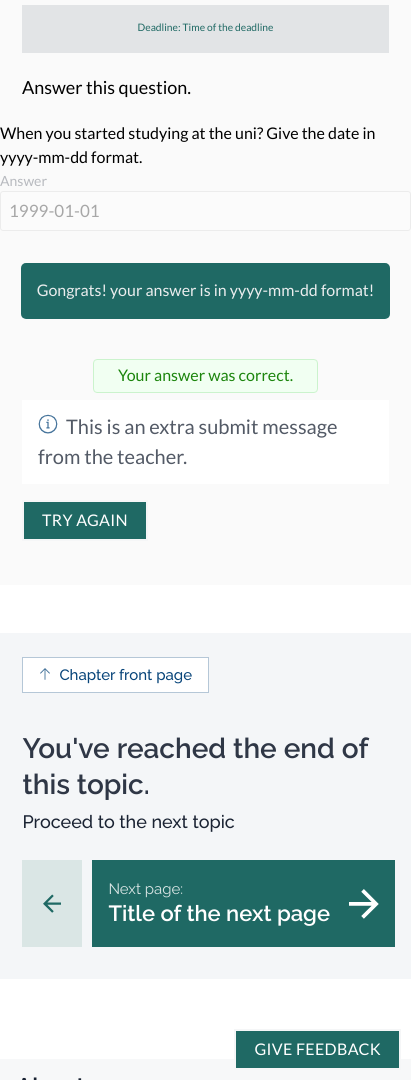 Deadline: Time of the deadline
Answer this question.
When you started studying at the uni? Give the date in
yyyy-mm-dd format.
Answer
1999-01-01
Gongrats! your answer is in yyyy-mm-dd format!
Your answer was correct.
This is an extra submit message
from the teacher.
TRY AGAIN
Chapter front page
You've reached the end of
this topic.
Proceed to the next topic
Next page:
Title of the next page
GIVE FEEDBACK